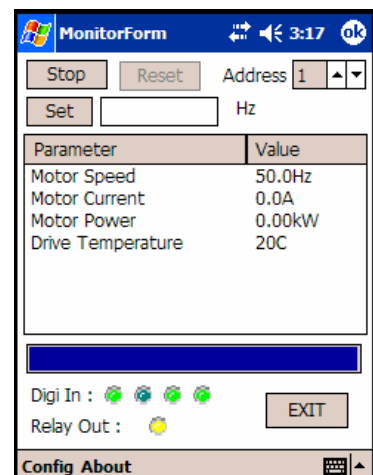 MonitorForm 3:17 ok
Stop Reset Address 1
Set Hz
Parameter Value
Motor Speed 50.0Hz
Motor Current 0.0A
Motor Power 0.00kW
Drive Temperature 20C
Digi In :
Relay Out :
EXIT
Config About